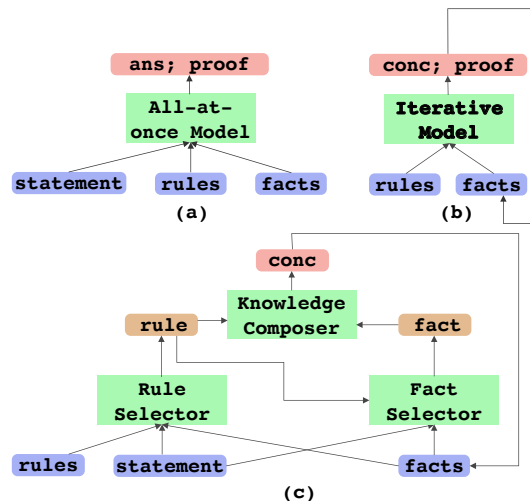 ans; proof
All-at-
once Model
statement
rules
facts
(a)
conc; proof
Iterative
Model
rules
facts
(b)
conc
Knowledge
Composer
rule
fact
Rule
Selector
Fact
Selector
rules
statement
facts
(c)